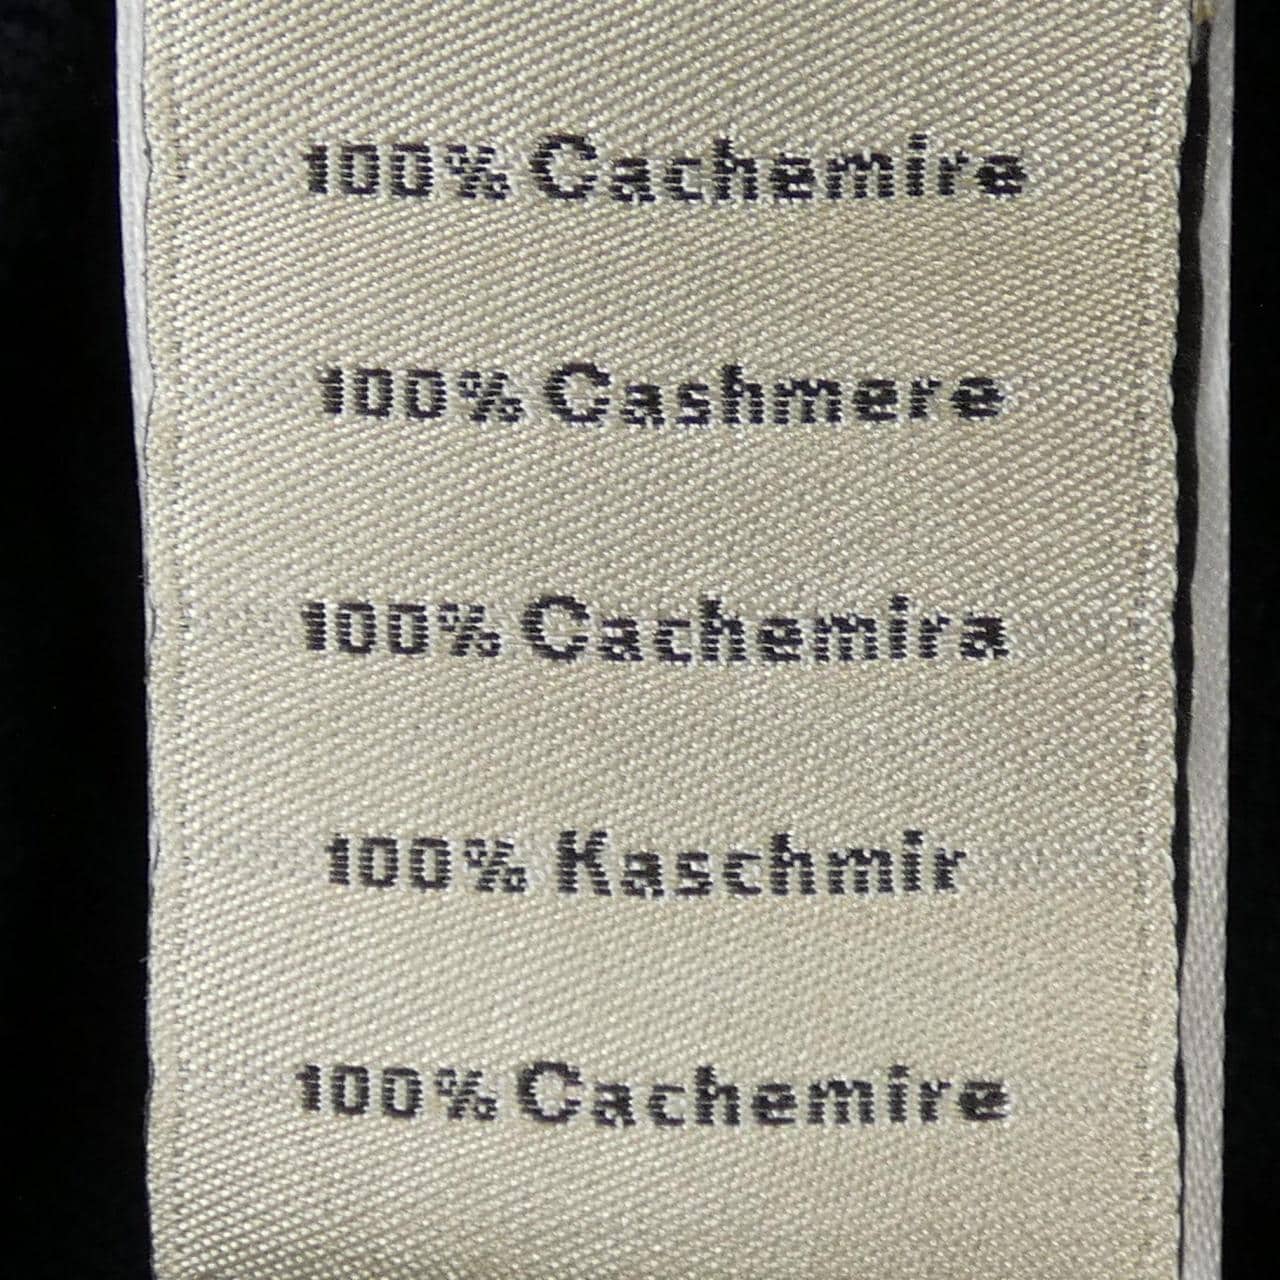 100% Cachemire
100% Cashmere
100% Cachemira
100% Kaschmir
100% Cachemire